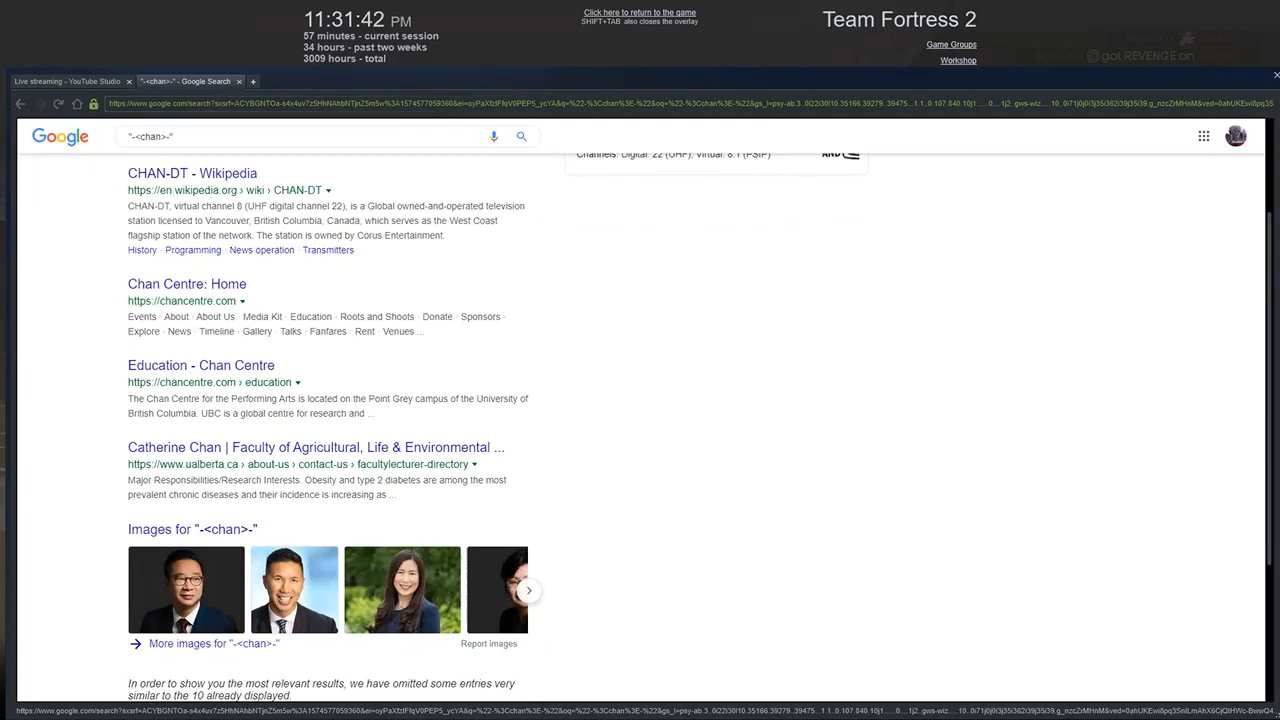 11:31:42 PM
57 minutes - current session
34 hours - past two weeks
3009 hours - total
Click here to return to the game
SHIFT+TAB also closes the overlay
Team Fortress 2
Game Groups
Workshop
got REVENGE on
Live streaming - YouTube Studio × "-<chan>-" - Google Search × +
Google "-<chan>-"
Channels: Digital: 22 (UHF), Virtual: 8.1 (PSIP)
CHAN-DT - Wikipedia
https://en.wikipedia.org › wiki › CHAN-DT
CHAN-DT, virtual channel 8 (UHF digital channel 22), is a Global owned-and-operated television
station licensed to Vancouver, British Columbia, Canada, which serves as the West Coast
flagship station of the network. The station is owned by Corus Entertainment.
History · Programming · News operation · Transmitters
Chan Centre: Home
https://chancentre.com
Events · About · About Us · Media Kit · Education · Roots and Shoots · Donate · Sponsors ·
Explore · News · Timeline · Gallery · Talks · Fanfares · Rent · Venues ...
Education - Chan Centre
https://chancentre.com › education
The Chan Centre for the Performing Arts is located on the Point Grey campus of the University of
British Columbia. UBC is a global centre for research and ...
Catherine Chan | Faculty of Agricultural, Life & Environmental ...
https://www.ualberta.ca › about-us › contact-us › facultylecturer-directory
Major Responsibilities/Research Interests. Obesity and type 2 diabetes are among the most
prevalent chronic diseases and their incidence is increasing as ...
Images for "-<chan>-"
More images for "-<chan>-"
Report images
In order to show you the most relevant results, we have omitted some entries very
similar to the 10 already displayed.